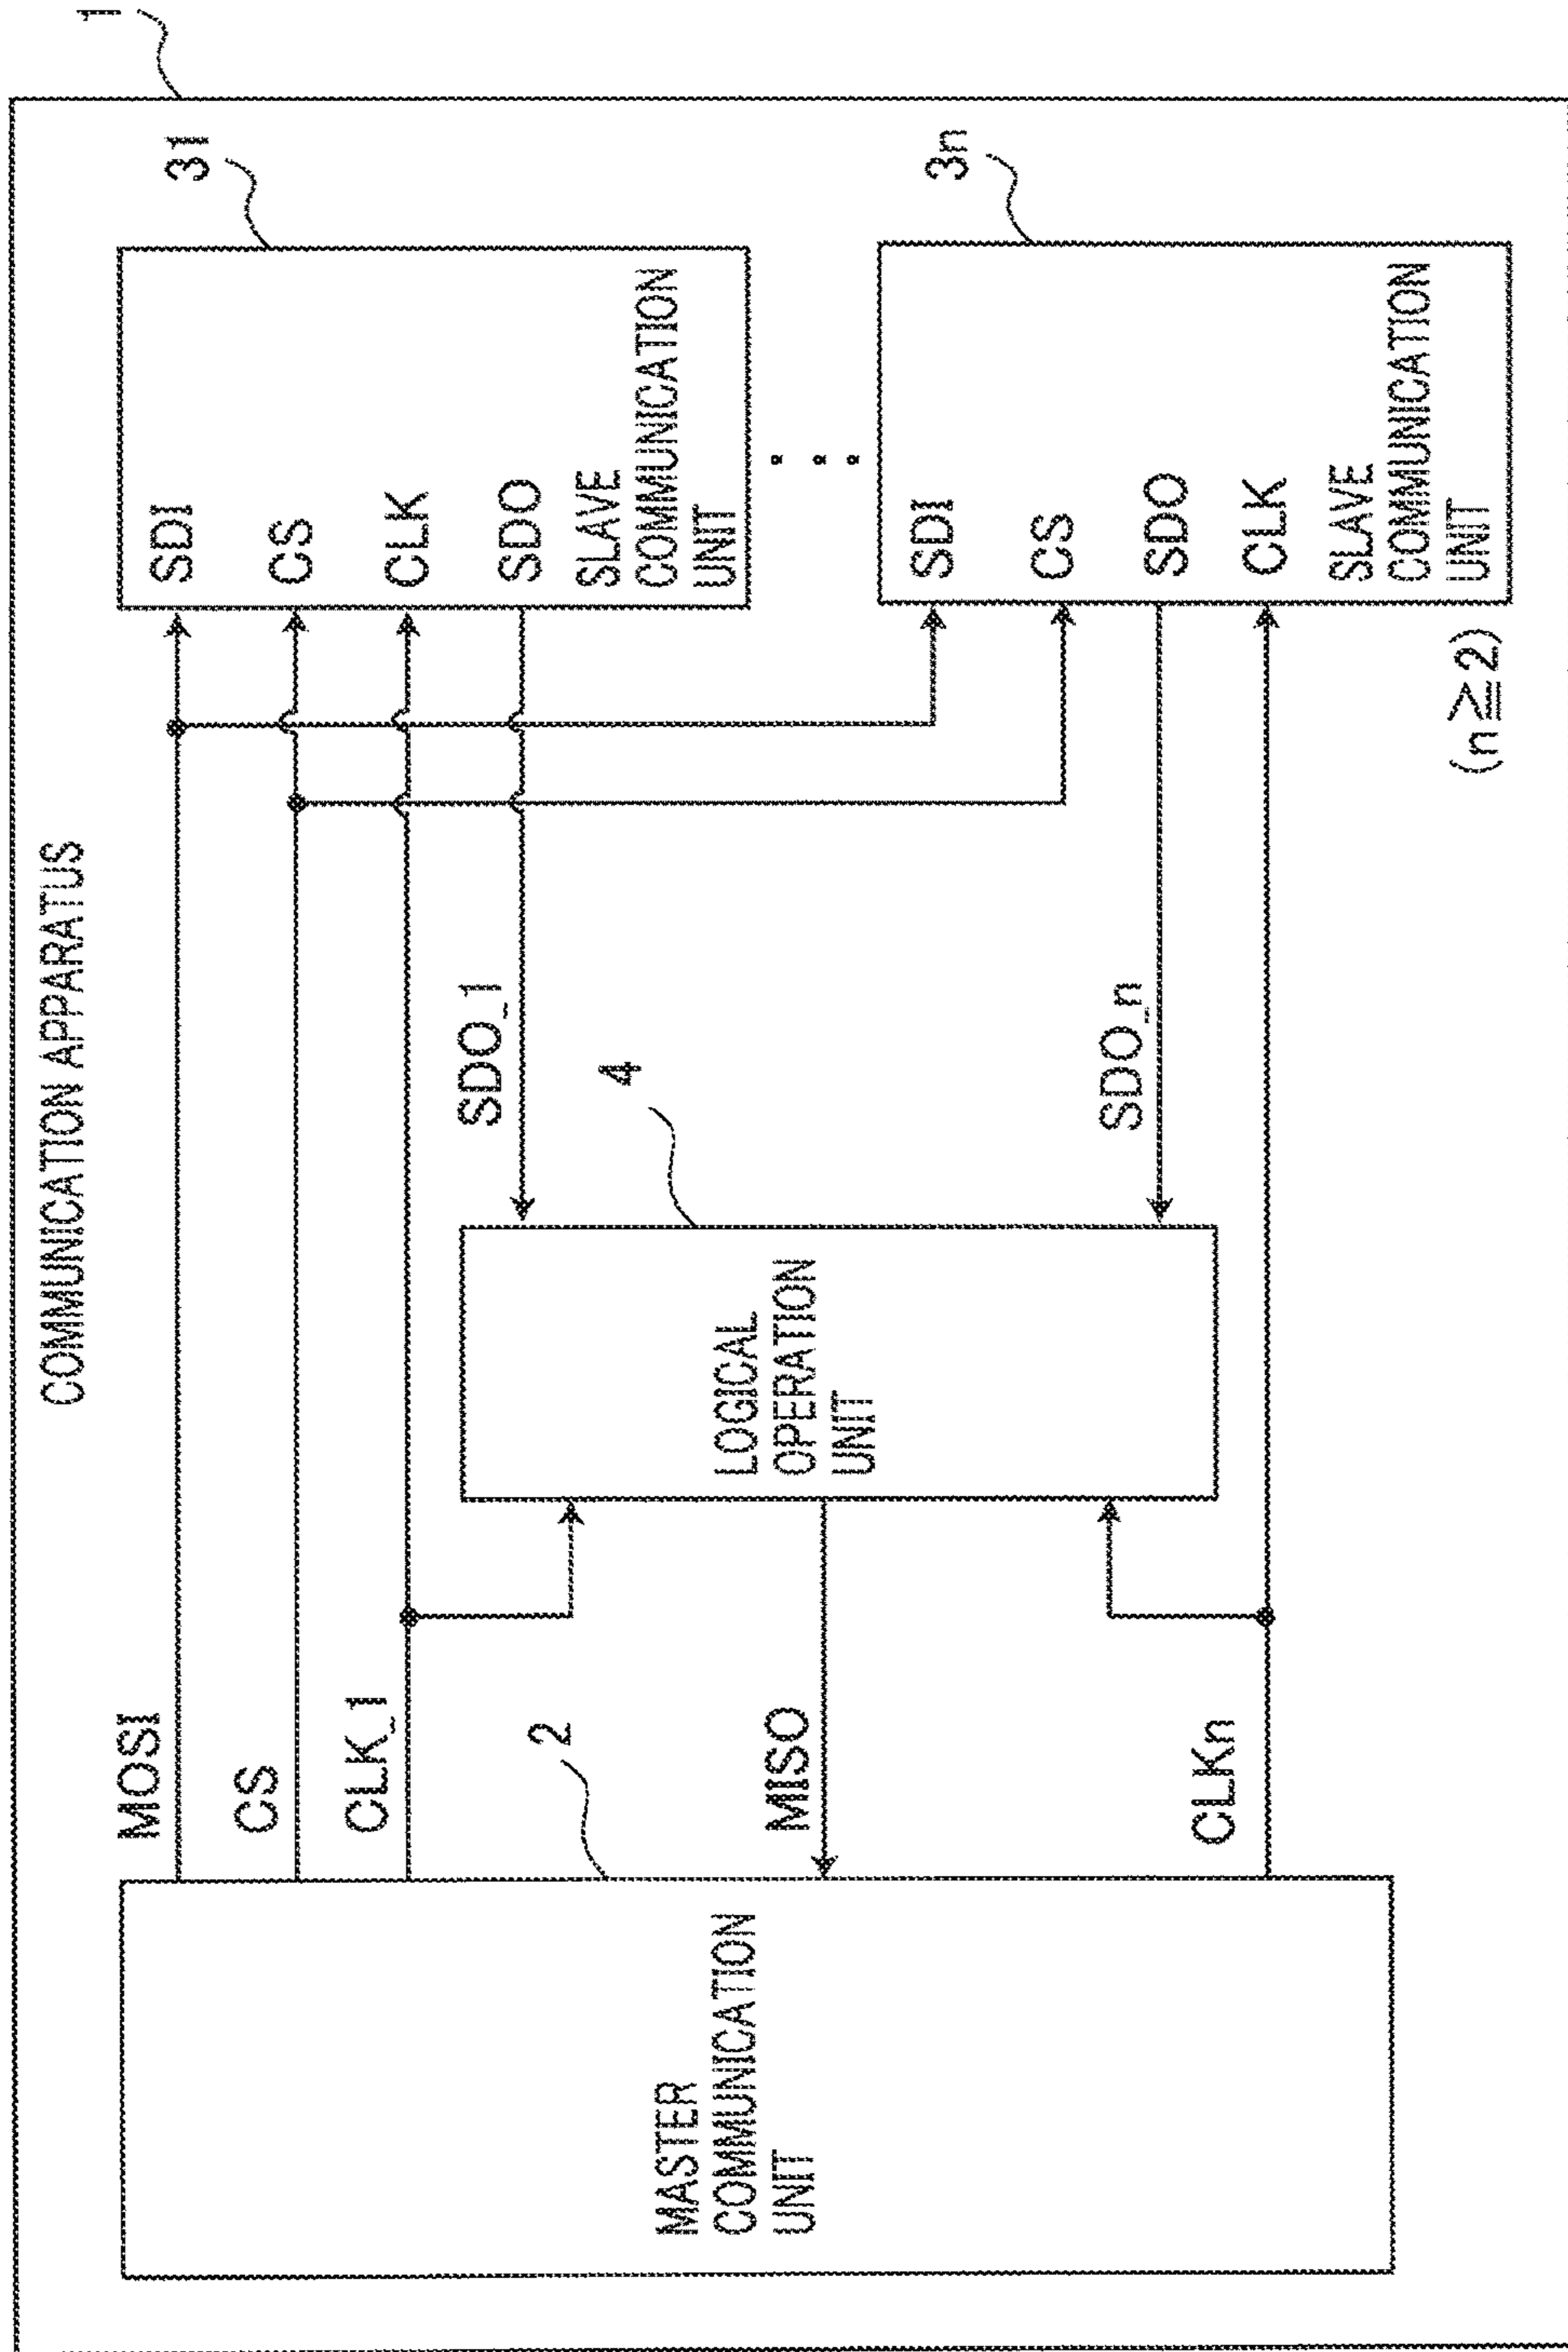 COMMUNICATION APPARATUS
1
MOSI
CS
CLK_1
2
MISO
CLKn
MASTER
COMMUNICATION
UNIT
LOGICAL
OPERATION
UNIT
4
SDO_1
SDO_n
31
SDI
CS
CLK
SDO
SLAVE
COMMUNICATION
UNIT
3n
SDI
CS
SDO
CLK
SLAVE
COMMUNICATION
UNIT
(n≧2)